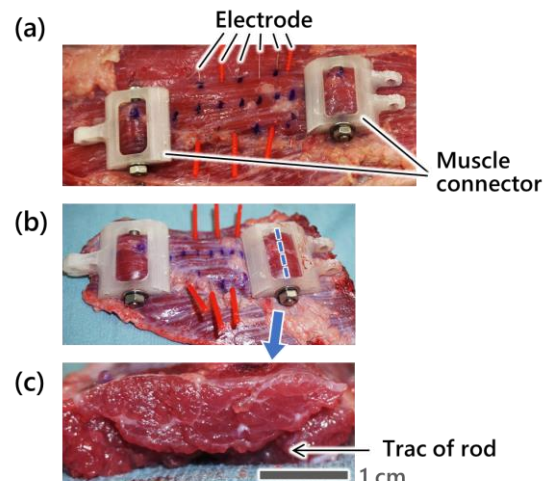 (a)
Electrode
Muscle
connector
(b)
(c)
Trac of rod
1 cm